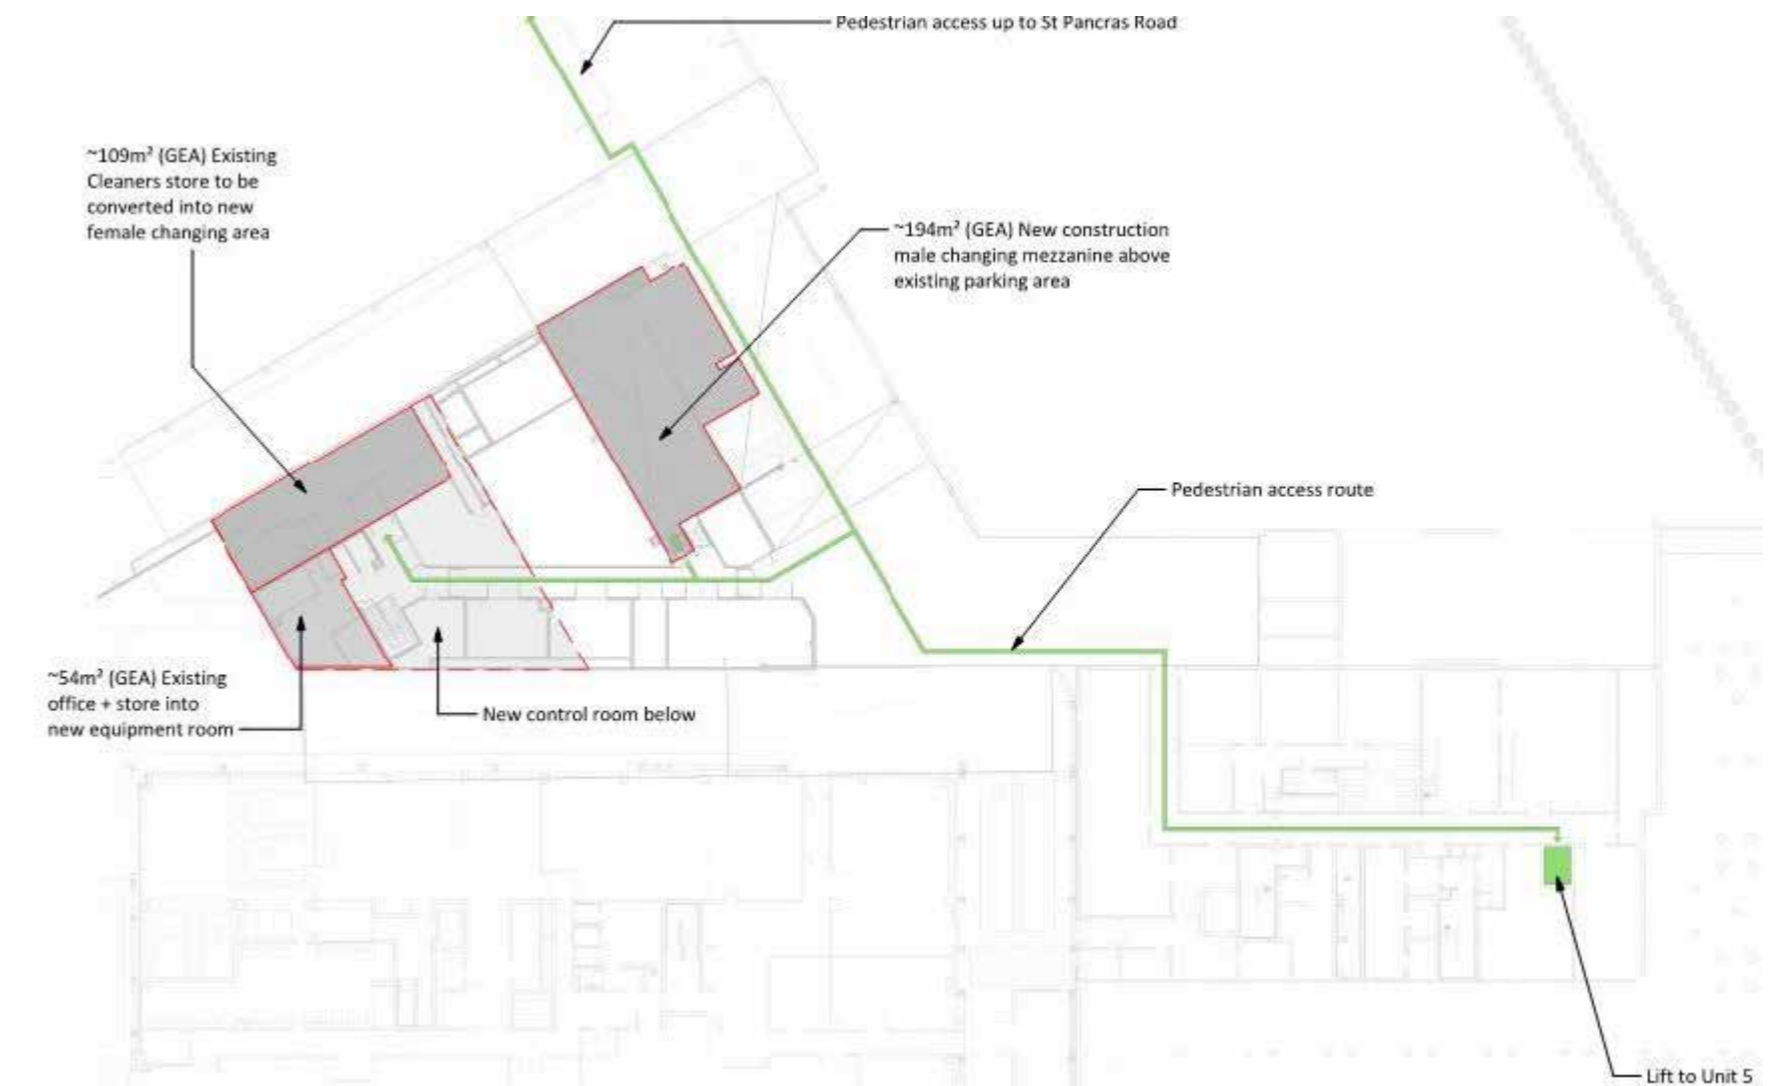 Pedestrian access up to St Pancras Road
~109m² (GEA) Existing
Cleaners store to be
converted into new
female changing area
~194m² (GEA) New construction
male changing mezzanine above
existing parking area
Pedestrian access route
~54m² (GEA) Existing
office + store into
new equipment room
New control room below
Lift to Unit 5